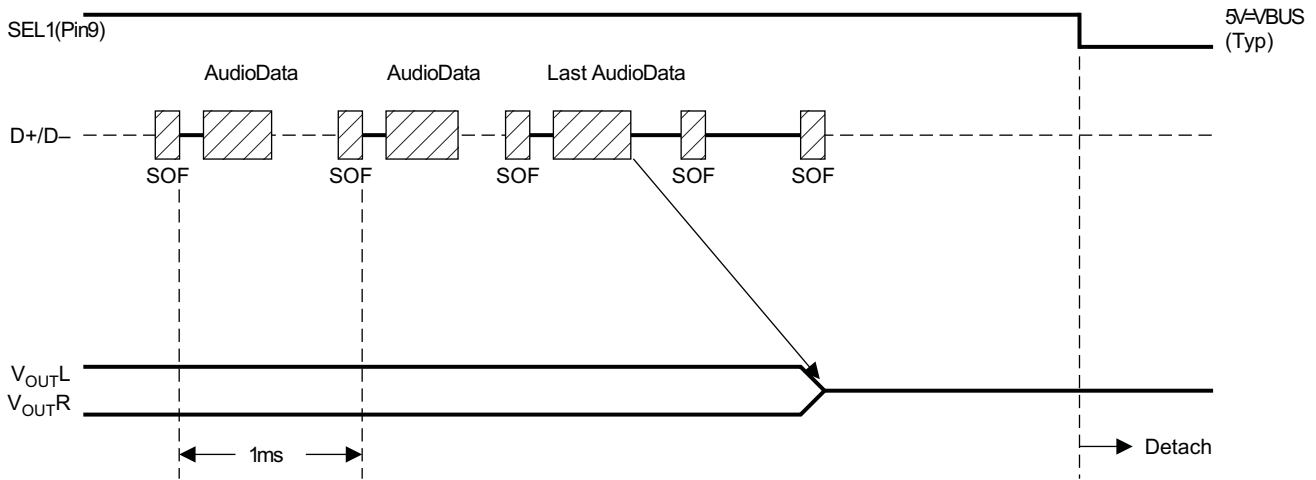 SEL1(Pin9)
5V=VBUS
(Typ)
AudioData
AudioData
Last AudioData
D+/D–
SOF
SOF
SOF
SOF
SOF
VOUTL
VOUTR
1ms
Detach